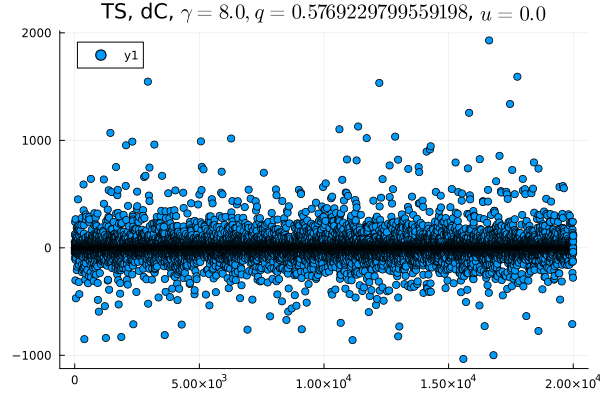 TS, dC, γ = 8.0, q = 0.5769229799559198, u = 0.0
2000
y1
1000
0
−1000
0 5.00×10³ 1.00×10⁴ 1.50×10⁴ 2.00×10⁴